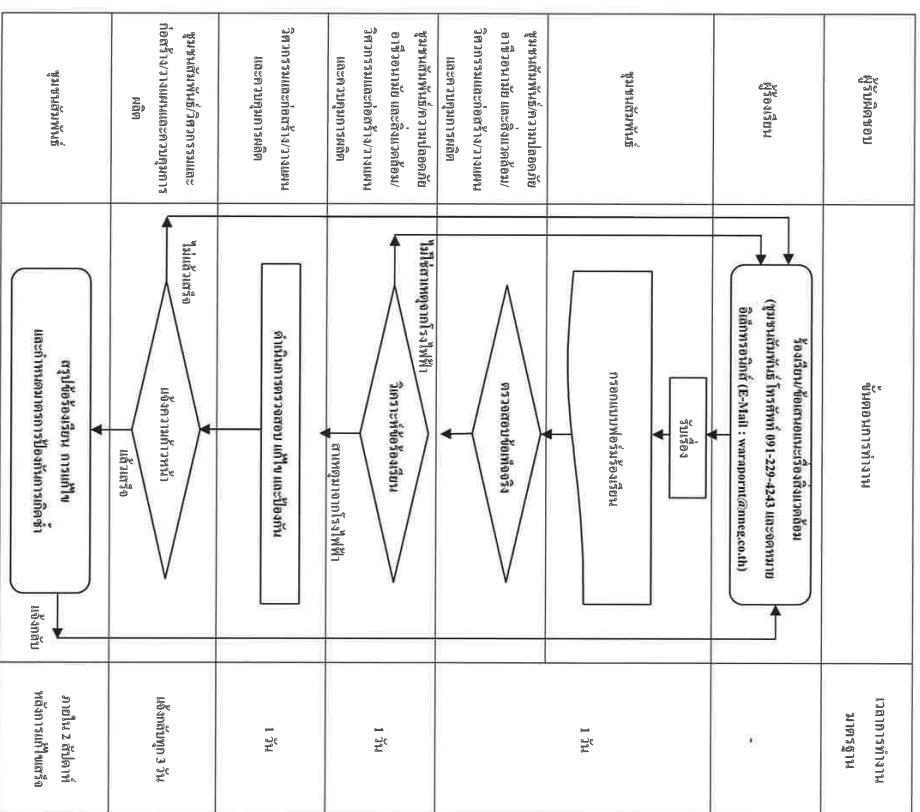 ผู้รับผิดชอบ
ขั้นตอนการทำงาน
เวลาการทำงาน
มาตรฐาน
ผู้ร้องเรียน
ร้องเรียน/ข้อเสนอแนะเรื่องสิ่งแวดล้อม
(ชุมชนสัมพันธ์ โทรศัพท์ 091-229-4243 และจดหมาย
อิเล็กทรอนิกส์ (E-Mail : warapornt@nneg.co.th)
-
ชุมชนสัมพันธ์
รับเรื่อง
กรอกแบบฟอร์มร้องเรียน
1 วัน
ชุมชนสัมพันธ์/ความปลอดภัย
อาชีวอนามัย และสิ่งแวดล้อม/
วิศวกรรมและก่อสร้าง/วางแผน
และควบคุมการผลิต
ตรวจสอบข้อเท็จจริง
ชุมชนสัมพันธ์/ความปลอดภัย
อาชีวอนามัย และสิ่งแวดล้อม/
วิศวกรรมและก่อสร้าง/วางแผน
และควบคุมการผลิต
ไม่ใช่สาเหตุจากโรงไฟฟ้า
วิเคราะห์ข้อร้องเรียน
สาเหตุมาจากโรงไฟฟ้า
1 วัน
วิศวกรรมและก่อสร้าง/วางแผน
และควบคุมการผลิต
ดำเนินการตรวจสอบ แก้ไข และป้องกัน
1 วัน
ชุมชนสัมพันธ์/วิศวกรรมและ
ก่อสร้าง/วางแผนและควบคุมการ
ผลิต
ไม่แล้วเสร็จ
แจ้งความก้าวหน้า
แล้วเสร็จ
แจ้งกลับทุก 3 วัน
ชุมชนสัมพันธ์
สรุปข้อร้องเรียน การแก้ไข
และกำหนดมาตรการป้องกันการเกิดซ้ำ
แจ้งกลับ
ภายใน 2 สัปดาห์
หลังการแก้ไขเสร็จ